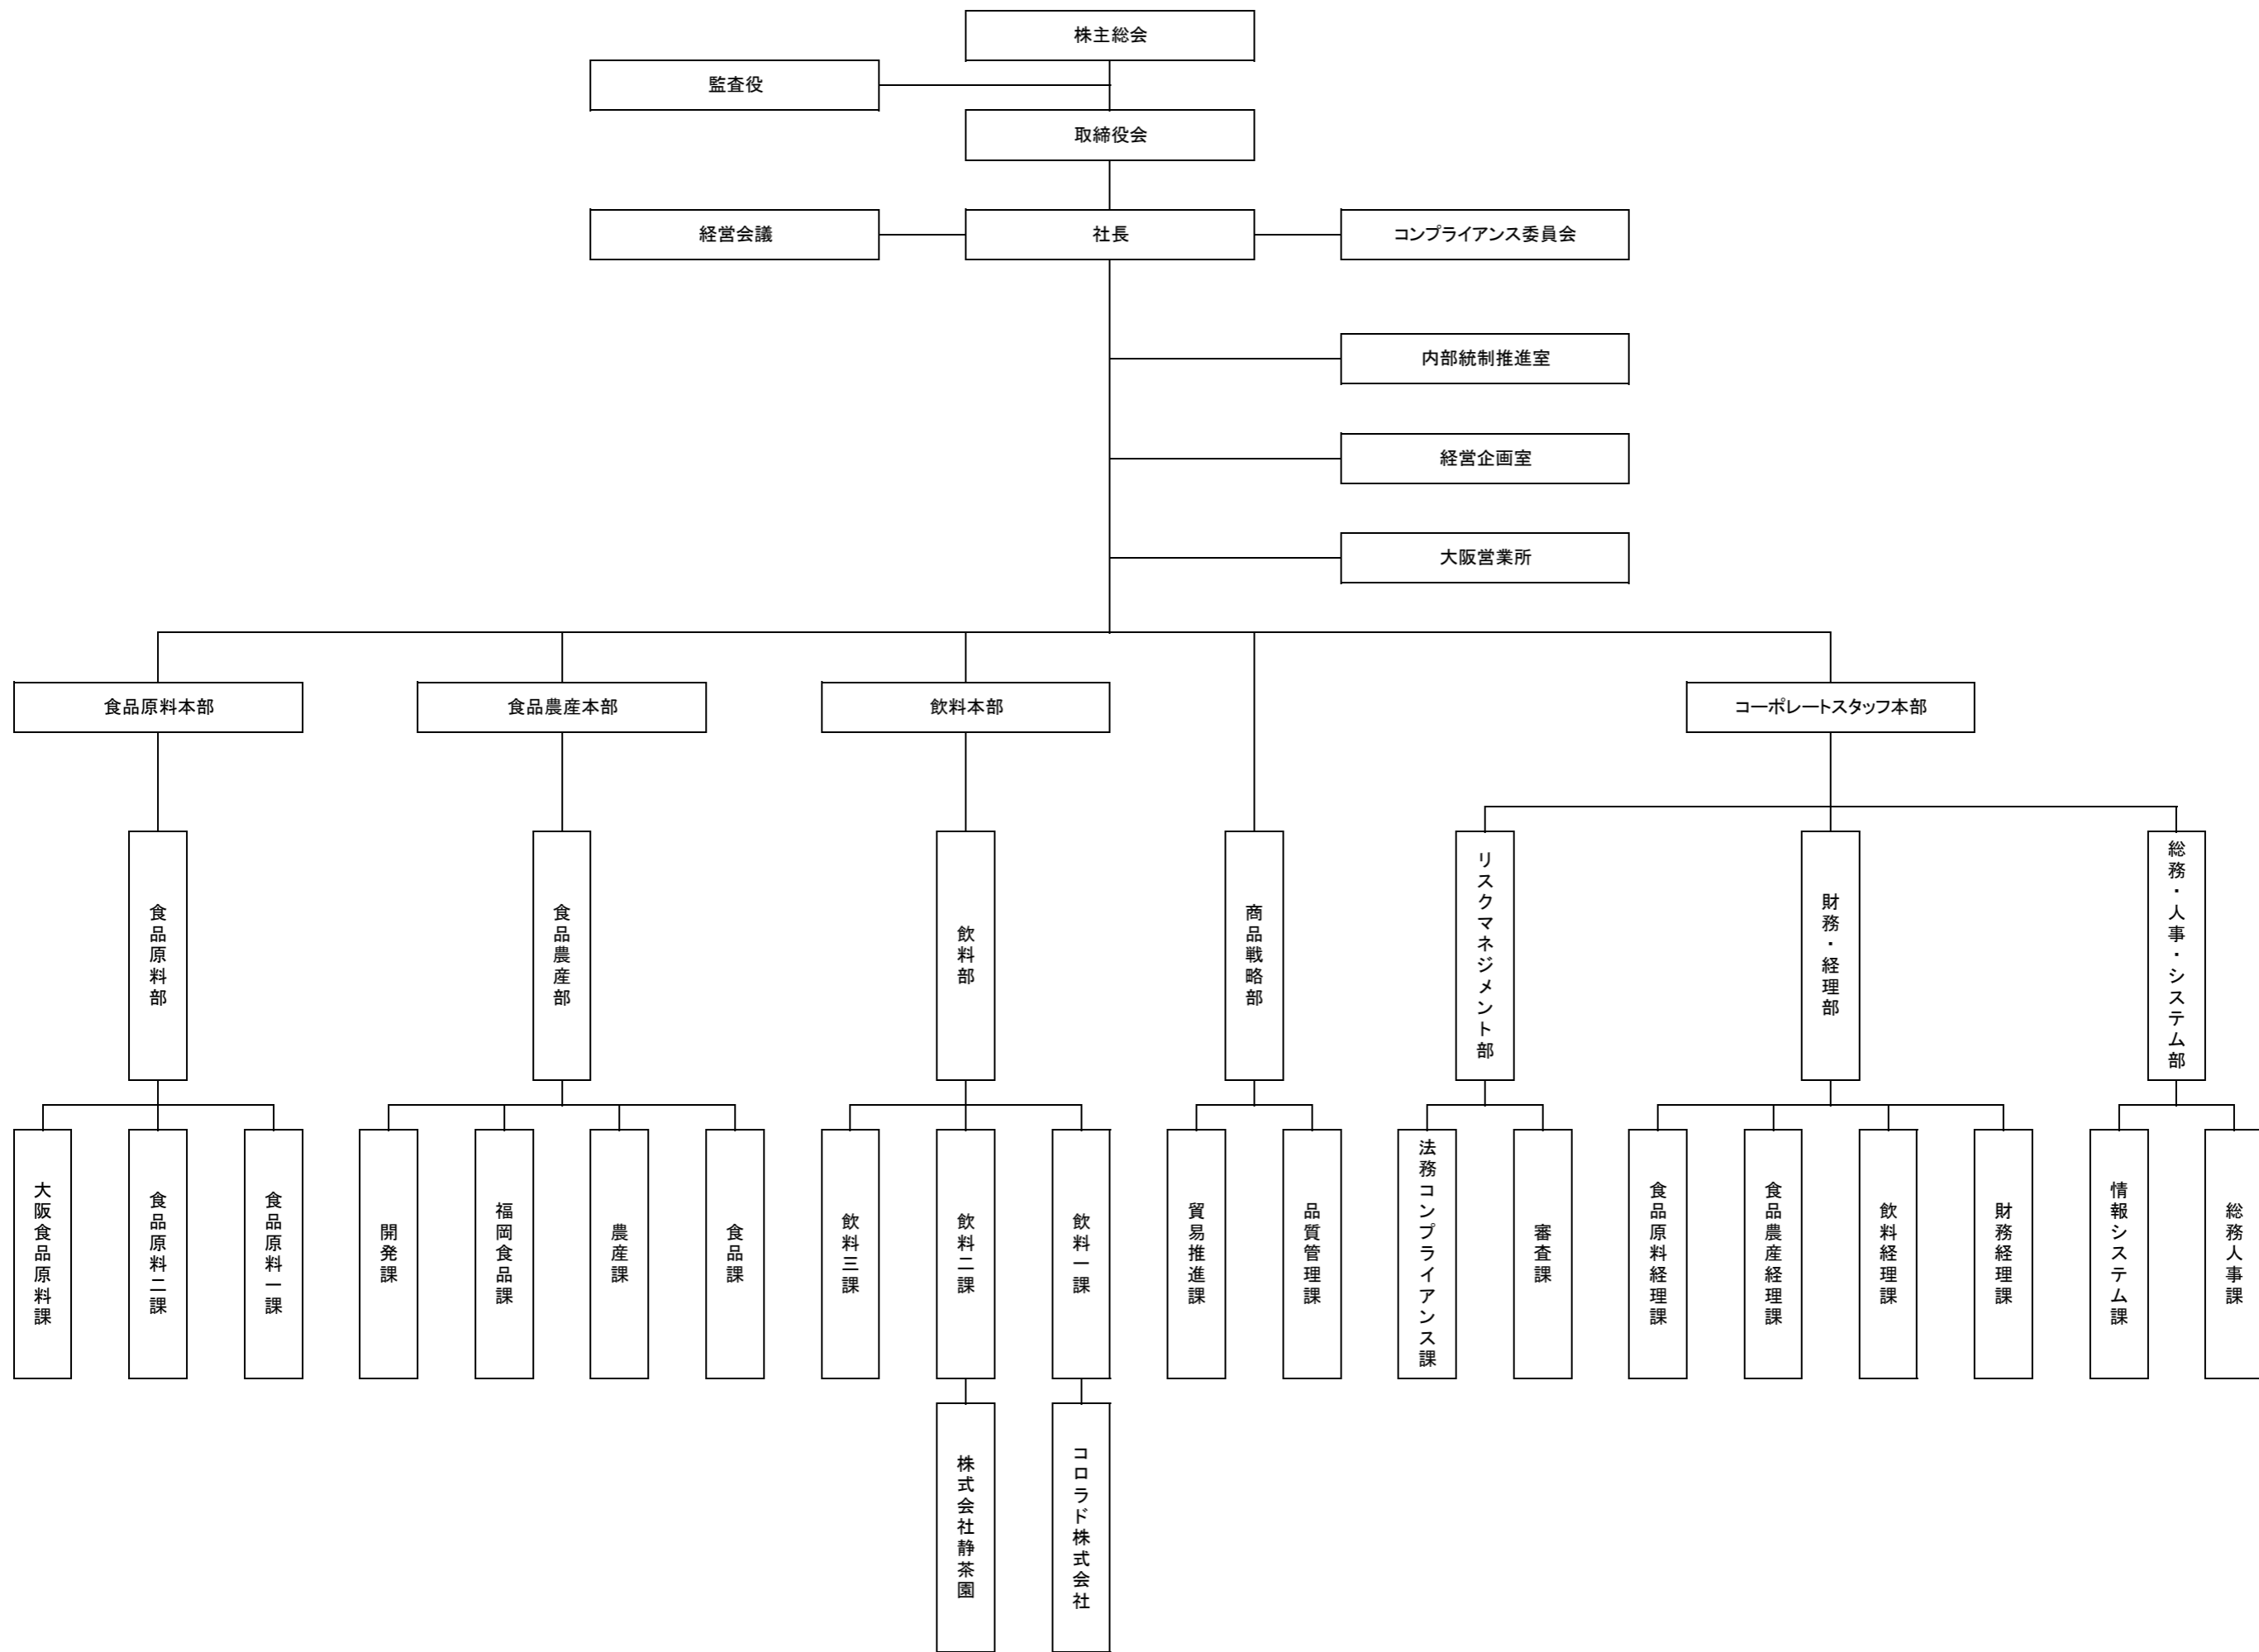 株主総会
監査役
取締役会
経営会議
社長
コンプライアンス委員会
内部統制推進室
経営企画室
大阪営業所
食品原料本部
食品農産本部
飲料本部
コーポレートスタッフ本部
食品原料部
食品農産部
飲料部
商品戦略部
リスクマネジメント部
財務・経理部
総務・人事・システム部
大阪食品原料課
食品原料二課
食品原料一課
開発課
福岡食品課
農産課
食品課
飲料三課
飲料二課
飲料一課
貿易推進課
品質管理課
法務コンプライアンス課
審査課
食品原料経理課
食品農産経理課
飲料経理課
財務経理課
情報システム課
総務人事課
株式会社静茶園
コロラド株式会社